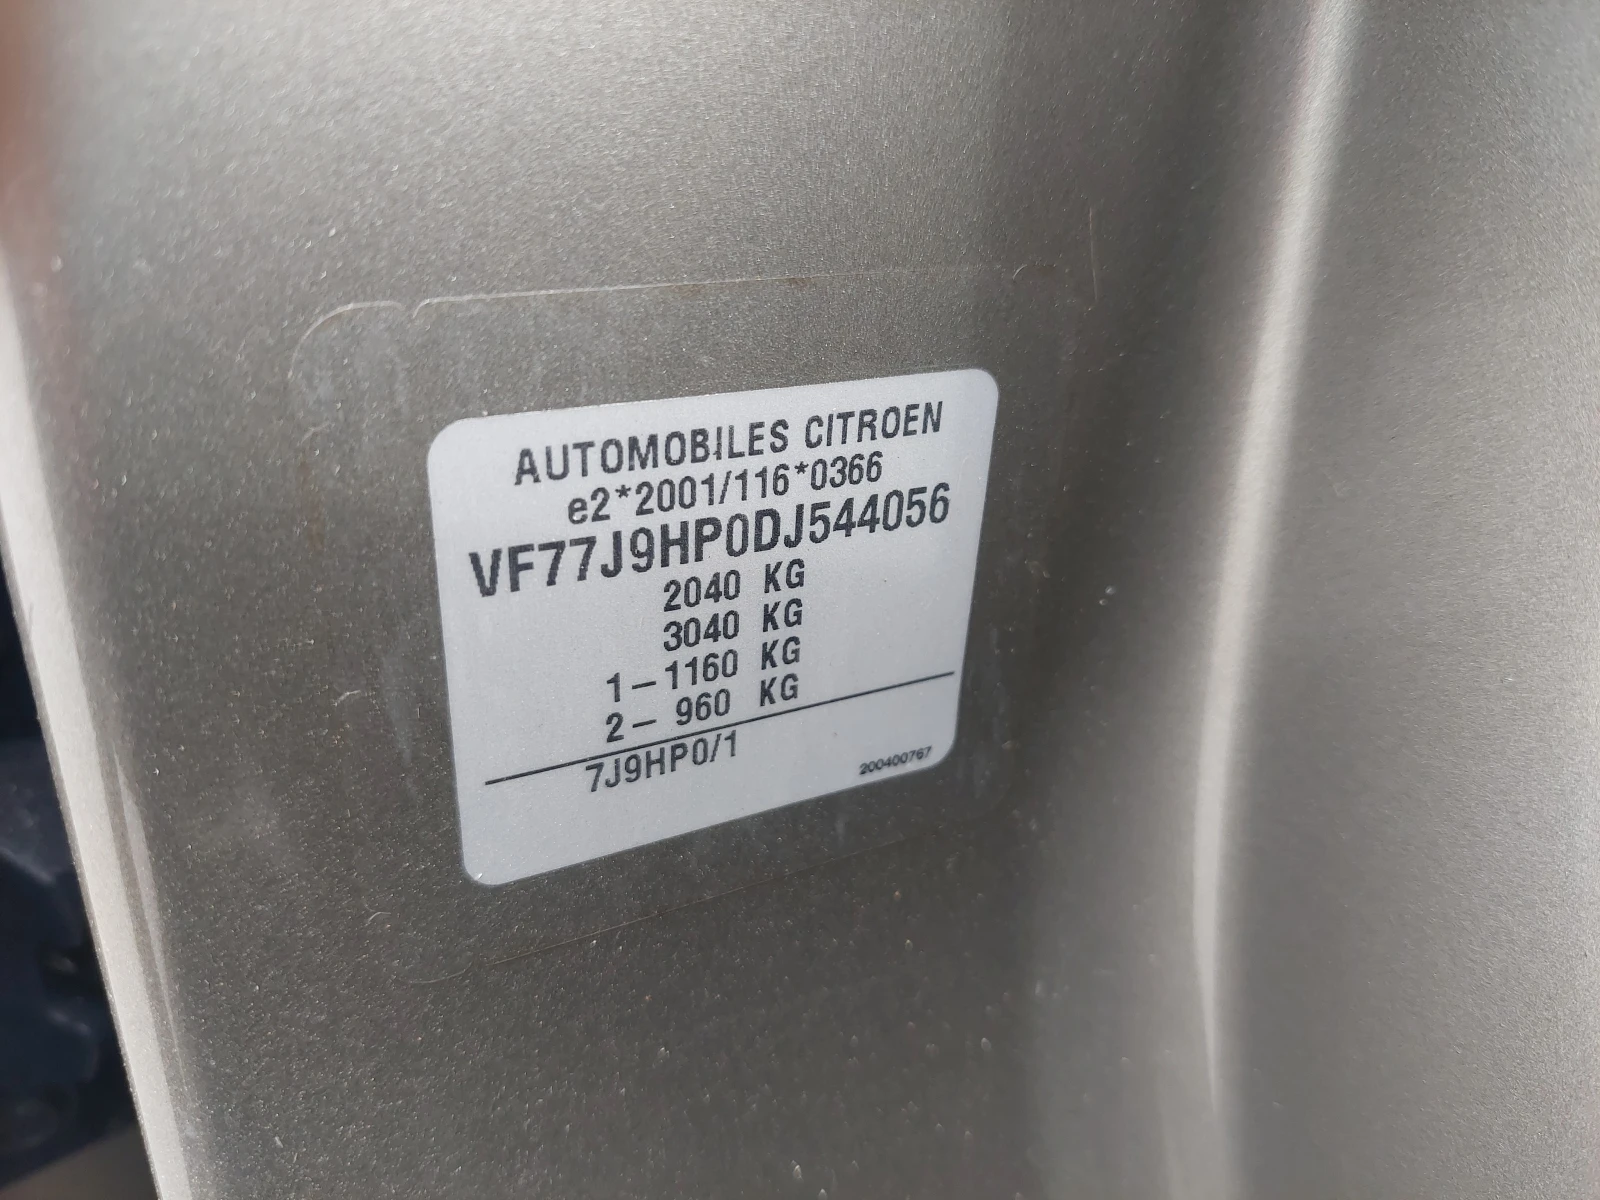 AUTOMOBILES CITROEN
e2*2001/116*0366
VF77J9HP0DJ544056
2040 KG
3040 KG
1-1160 KG
2- 960 KG
7J9HP0/1
200400767